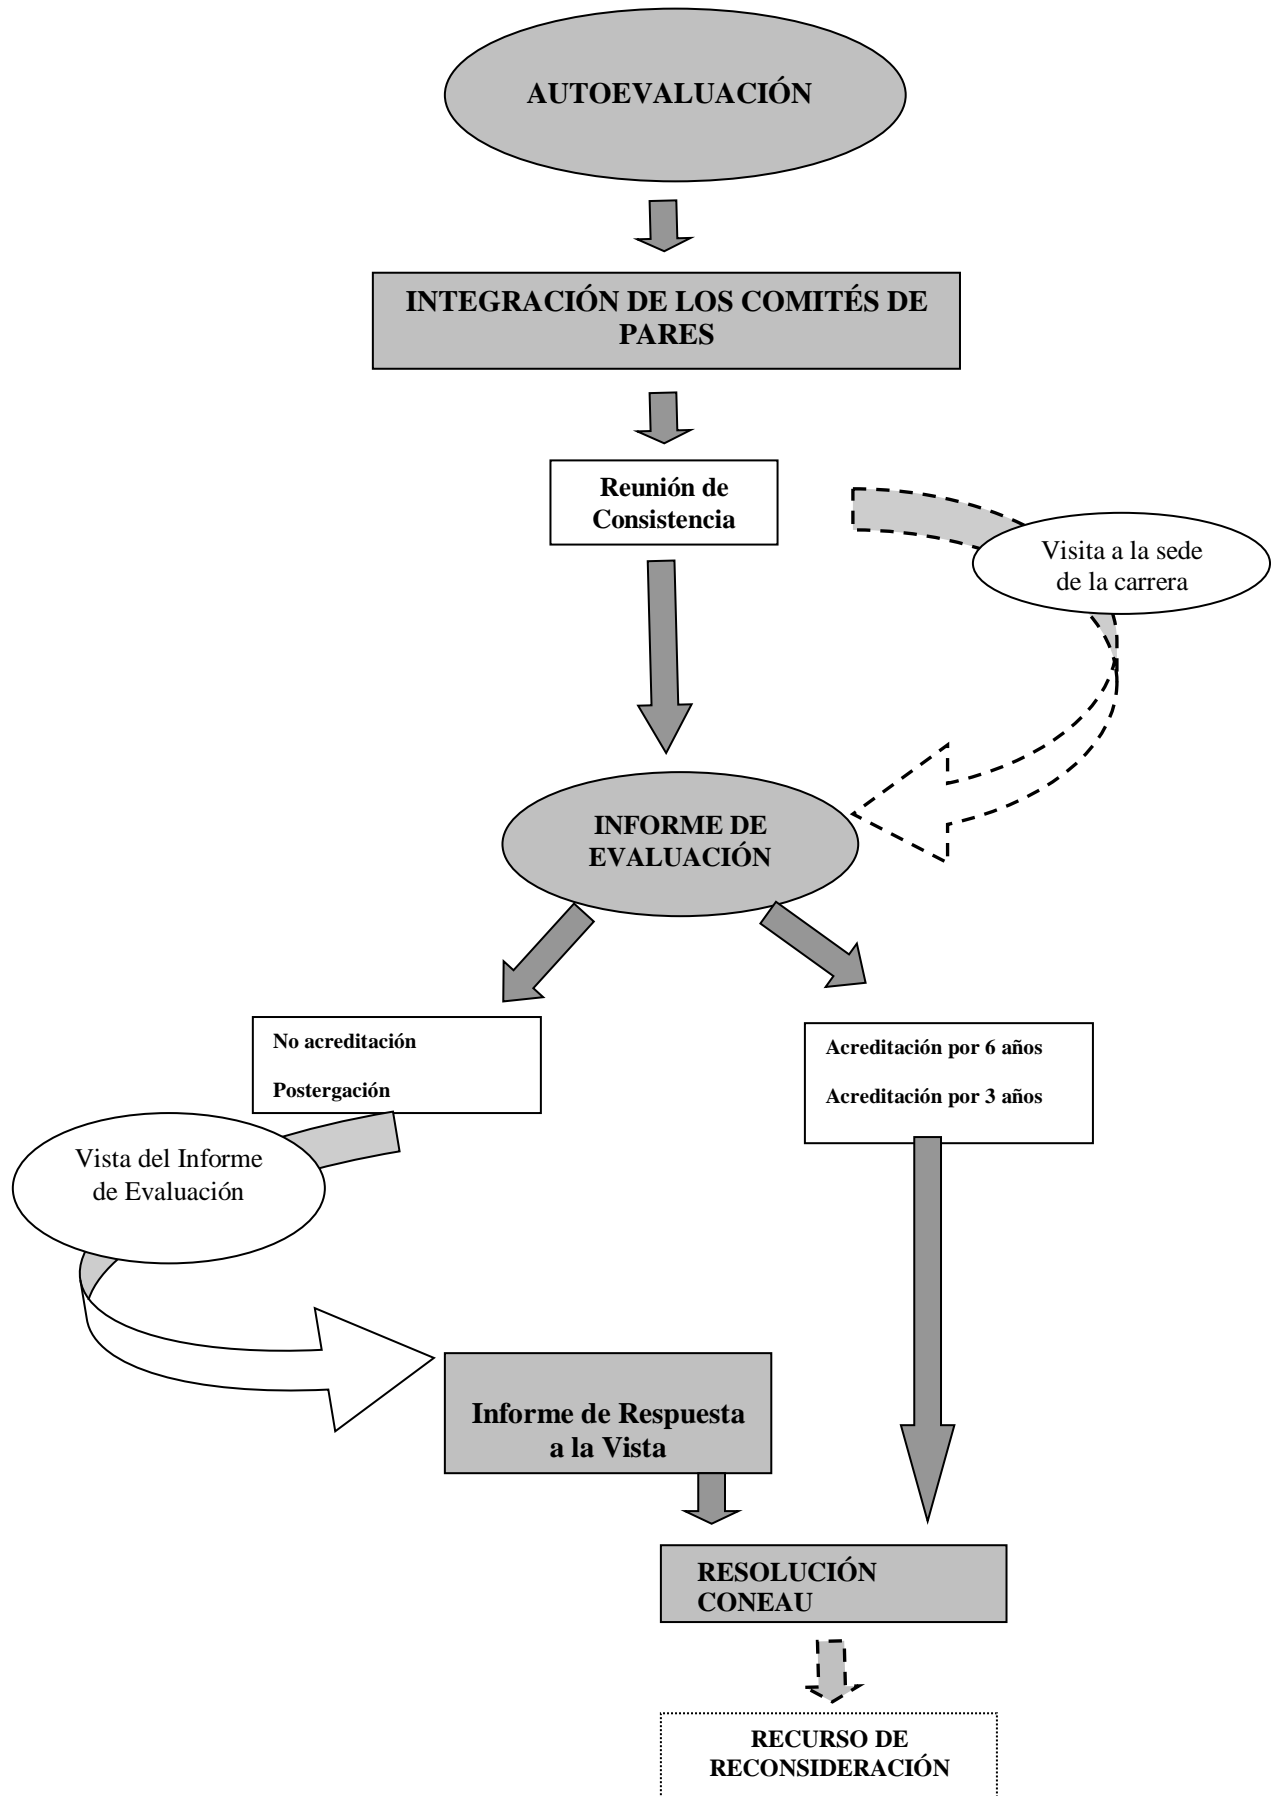 AUTOEVALUACIÓN
INTEGRACIÓN DE LOS COMITÉS DE
PARES
Reunión de
Consistencia
Visita a la sede
de la carrera
INFORME DE
EVALUACIÓN
No acreditación
Postergación
Acreditación por 6 años
Acreditación por 3 años
Vista del Informe
de Evaluación
Informe de Respuesta
a la Vista
RESOLUCIÓN
CONEAU
RECURSO DE
RECONSIDERACIÓN